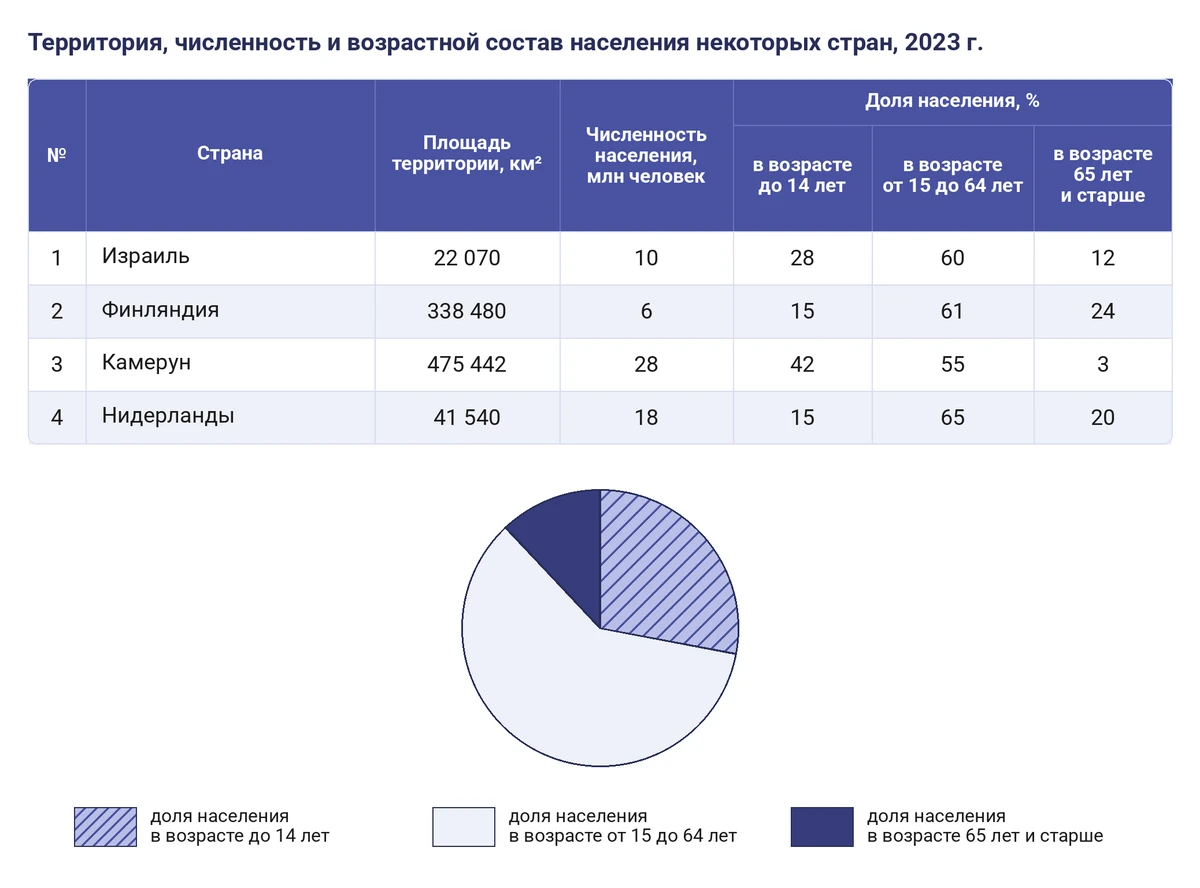 Территория, численность и возрастной состав населения некоторых стран, 2023 г.
№
Страна
Площадь
территории, км²
Численность
населения,
млн человек
Доля населения, %
в возрасте
до 14 лет
в возрасте
от 15 до 64 лет
в возрасте
65 лет
и старше
1 Израиль 22 070 10 28 60 12
2 Финляндия 338 480 6 15 61 24
3 Камерун 475 442 28 42 55 3
4 Нидерланды 41 540 18 15 65 20
доля населения
в возрасте до 14 лет
доля населения
в возрасте от 15 до 64 лет
доля населения
в возрасте 65 лет и старше